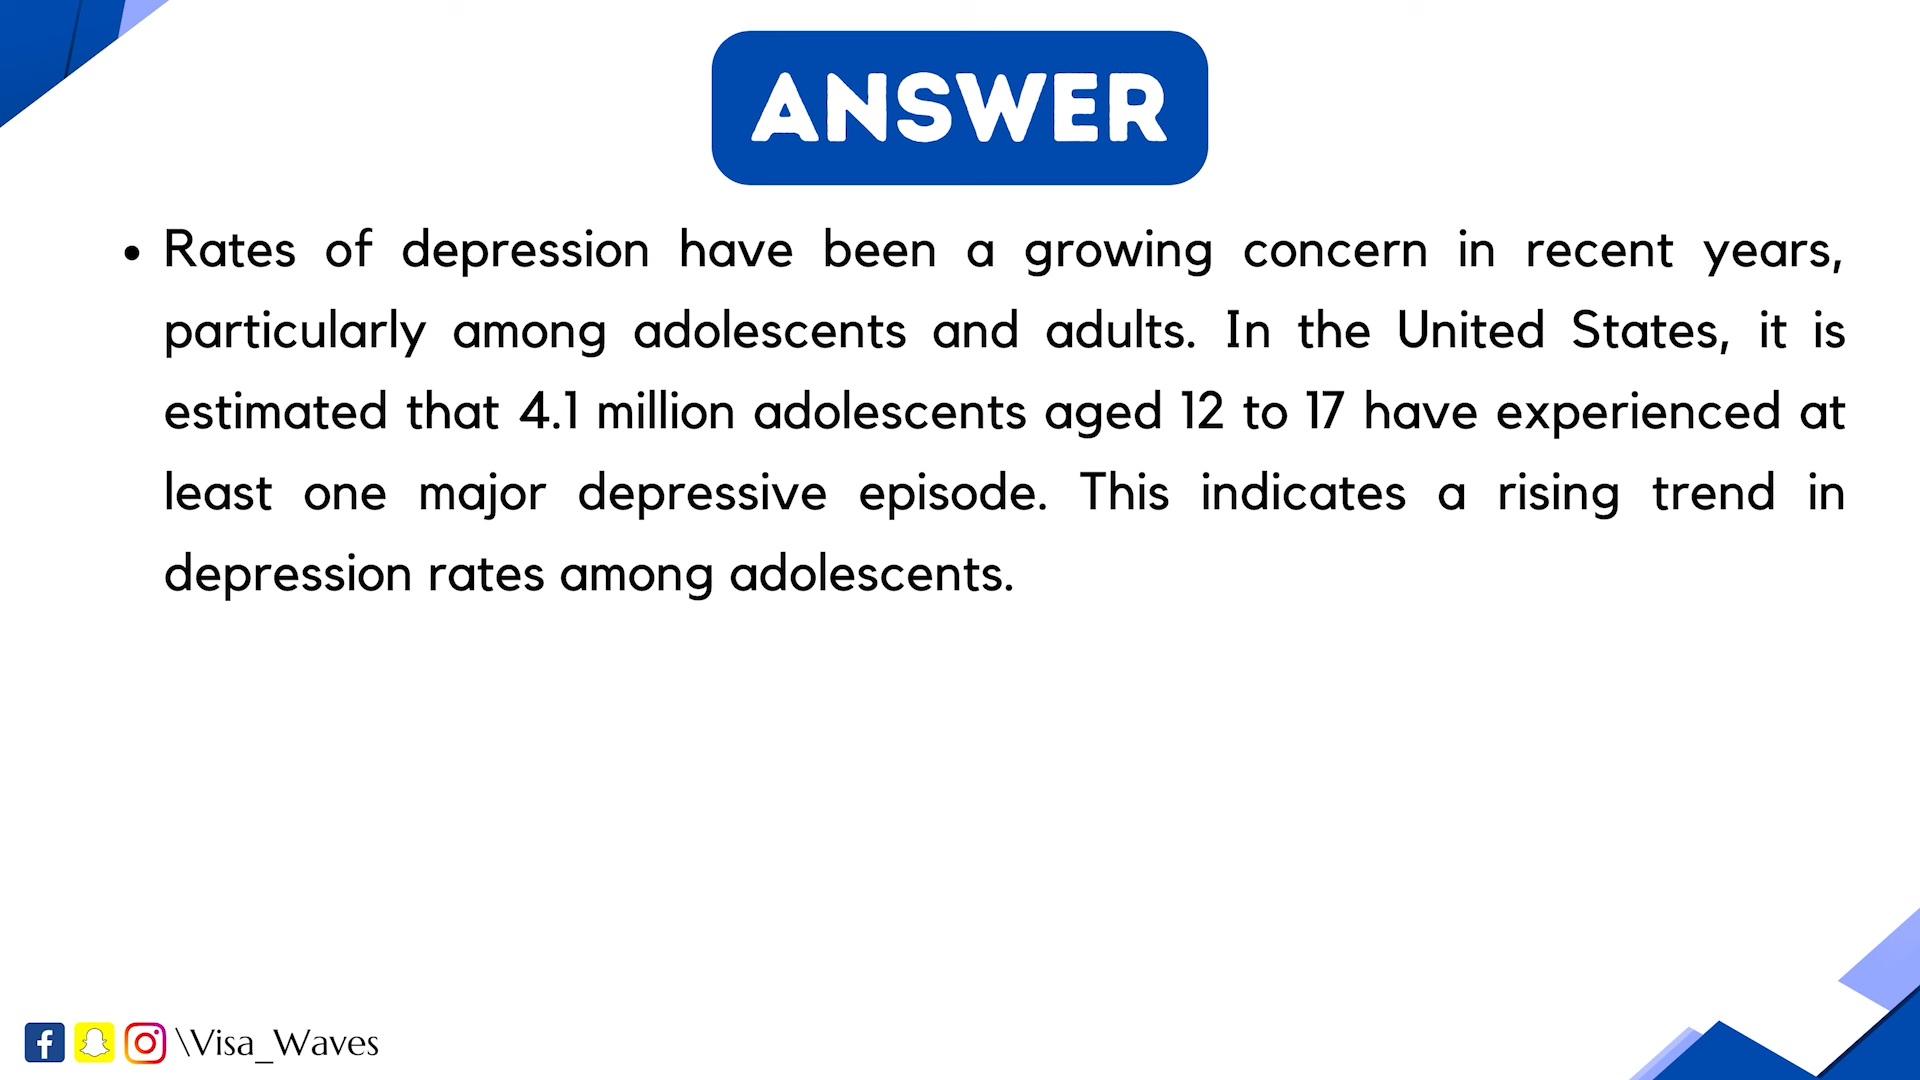 ANSWER
• Rates of depression have been a growing concern in recent years,
particularly among adolescents and adults. In the United States, it is
estimated that 4.1 million adolescents aged 12 to 17 have experienced at
least one major depressive episode. This indicates a rising trend in
depression rates among adolescents.
\Visa_Waves